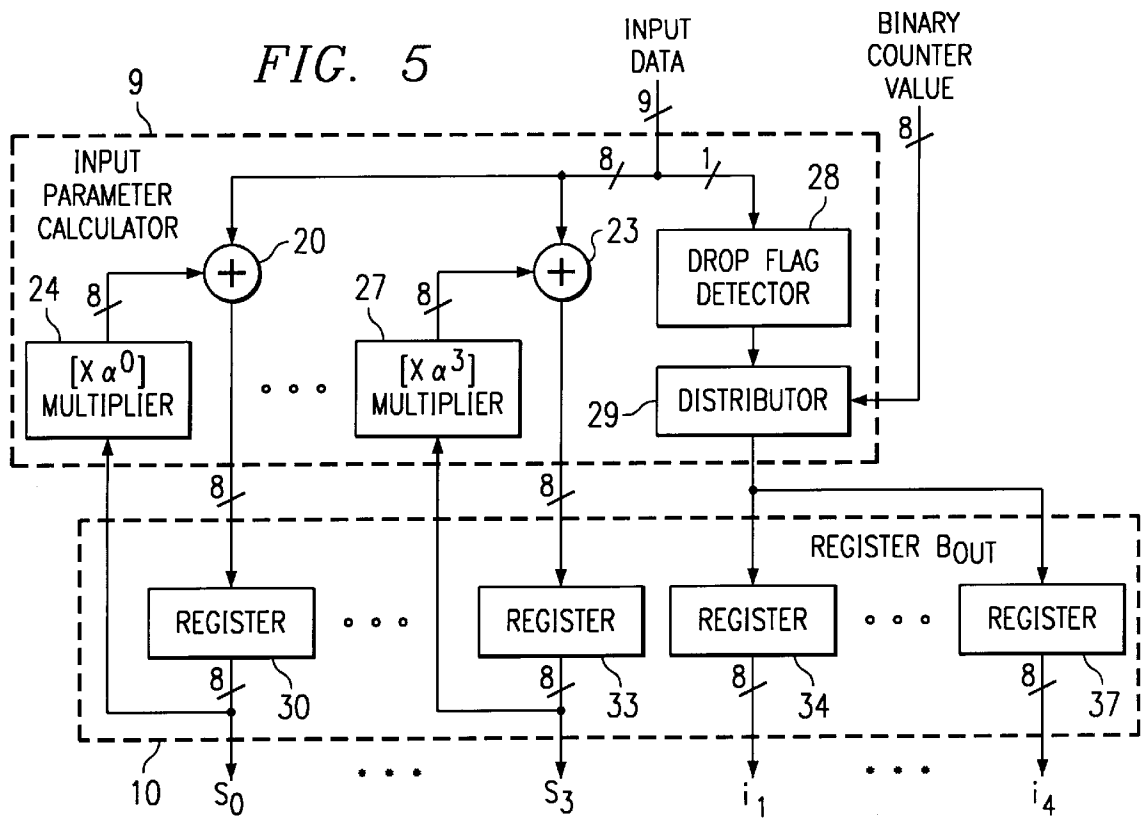 FIG. 5
INPUT
DATA
BINARY
COUNTER
VALUE
9
9
8
INPUT
PARAMETER
CALCULATOR
8
1
28
20
23
DROP FLAG
DETECTOR
24
8
27
8
[X α⁰]
MULTIPLIER
[X α³]
MULTIPLIER
29
DISTRIBUTOR
8
8
REGISTER BOUT
REGISTER
REGISTER
REGISTER
REGISTER
8
30
8
33
8
34
8
37
10
S0
S3
i1
i4